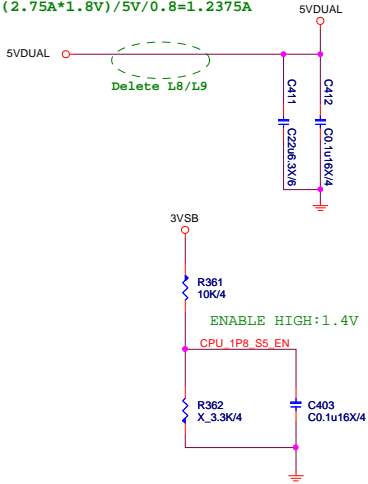 (2.75A*1.8V)/5V/0.8=1.2375A
5VDUAL
5VDUAL
Delete L8/L9
C411
C22u6.3X/6
C412
C0.1u16X/4
3VSB
R361
10K/4
ENABLE HIGH:1.4V
CPU_1P8_S5_EN
R362
X_3.3K/4
C403
C0.1u16X/4